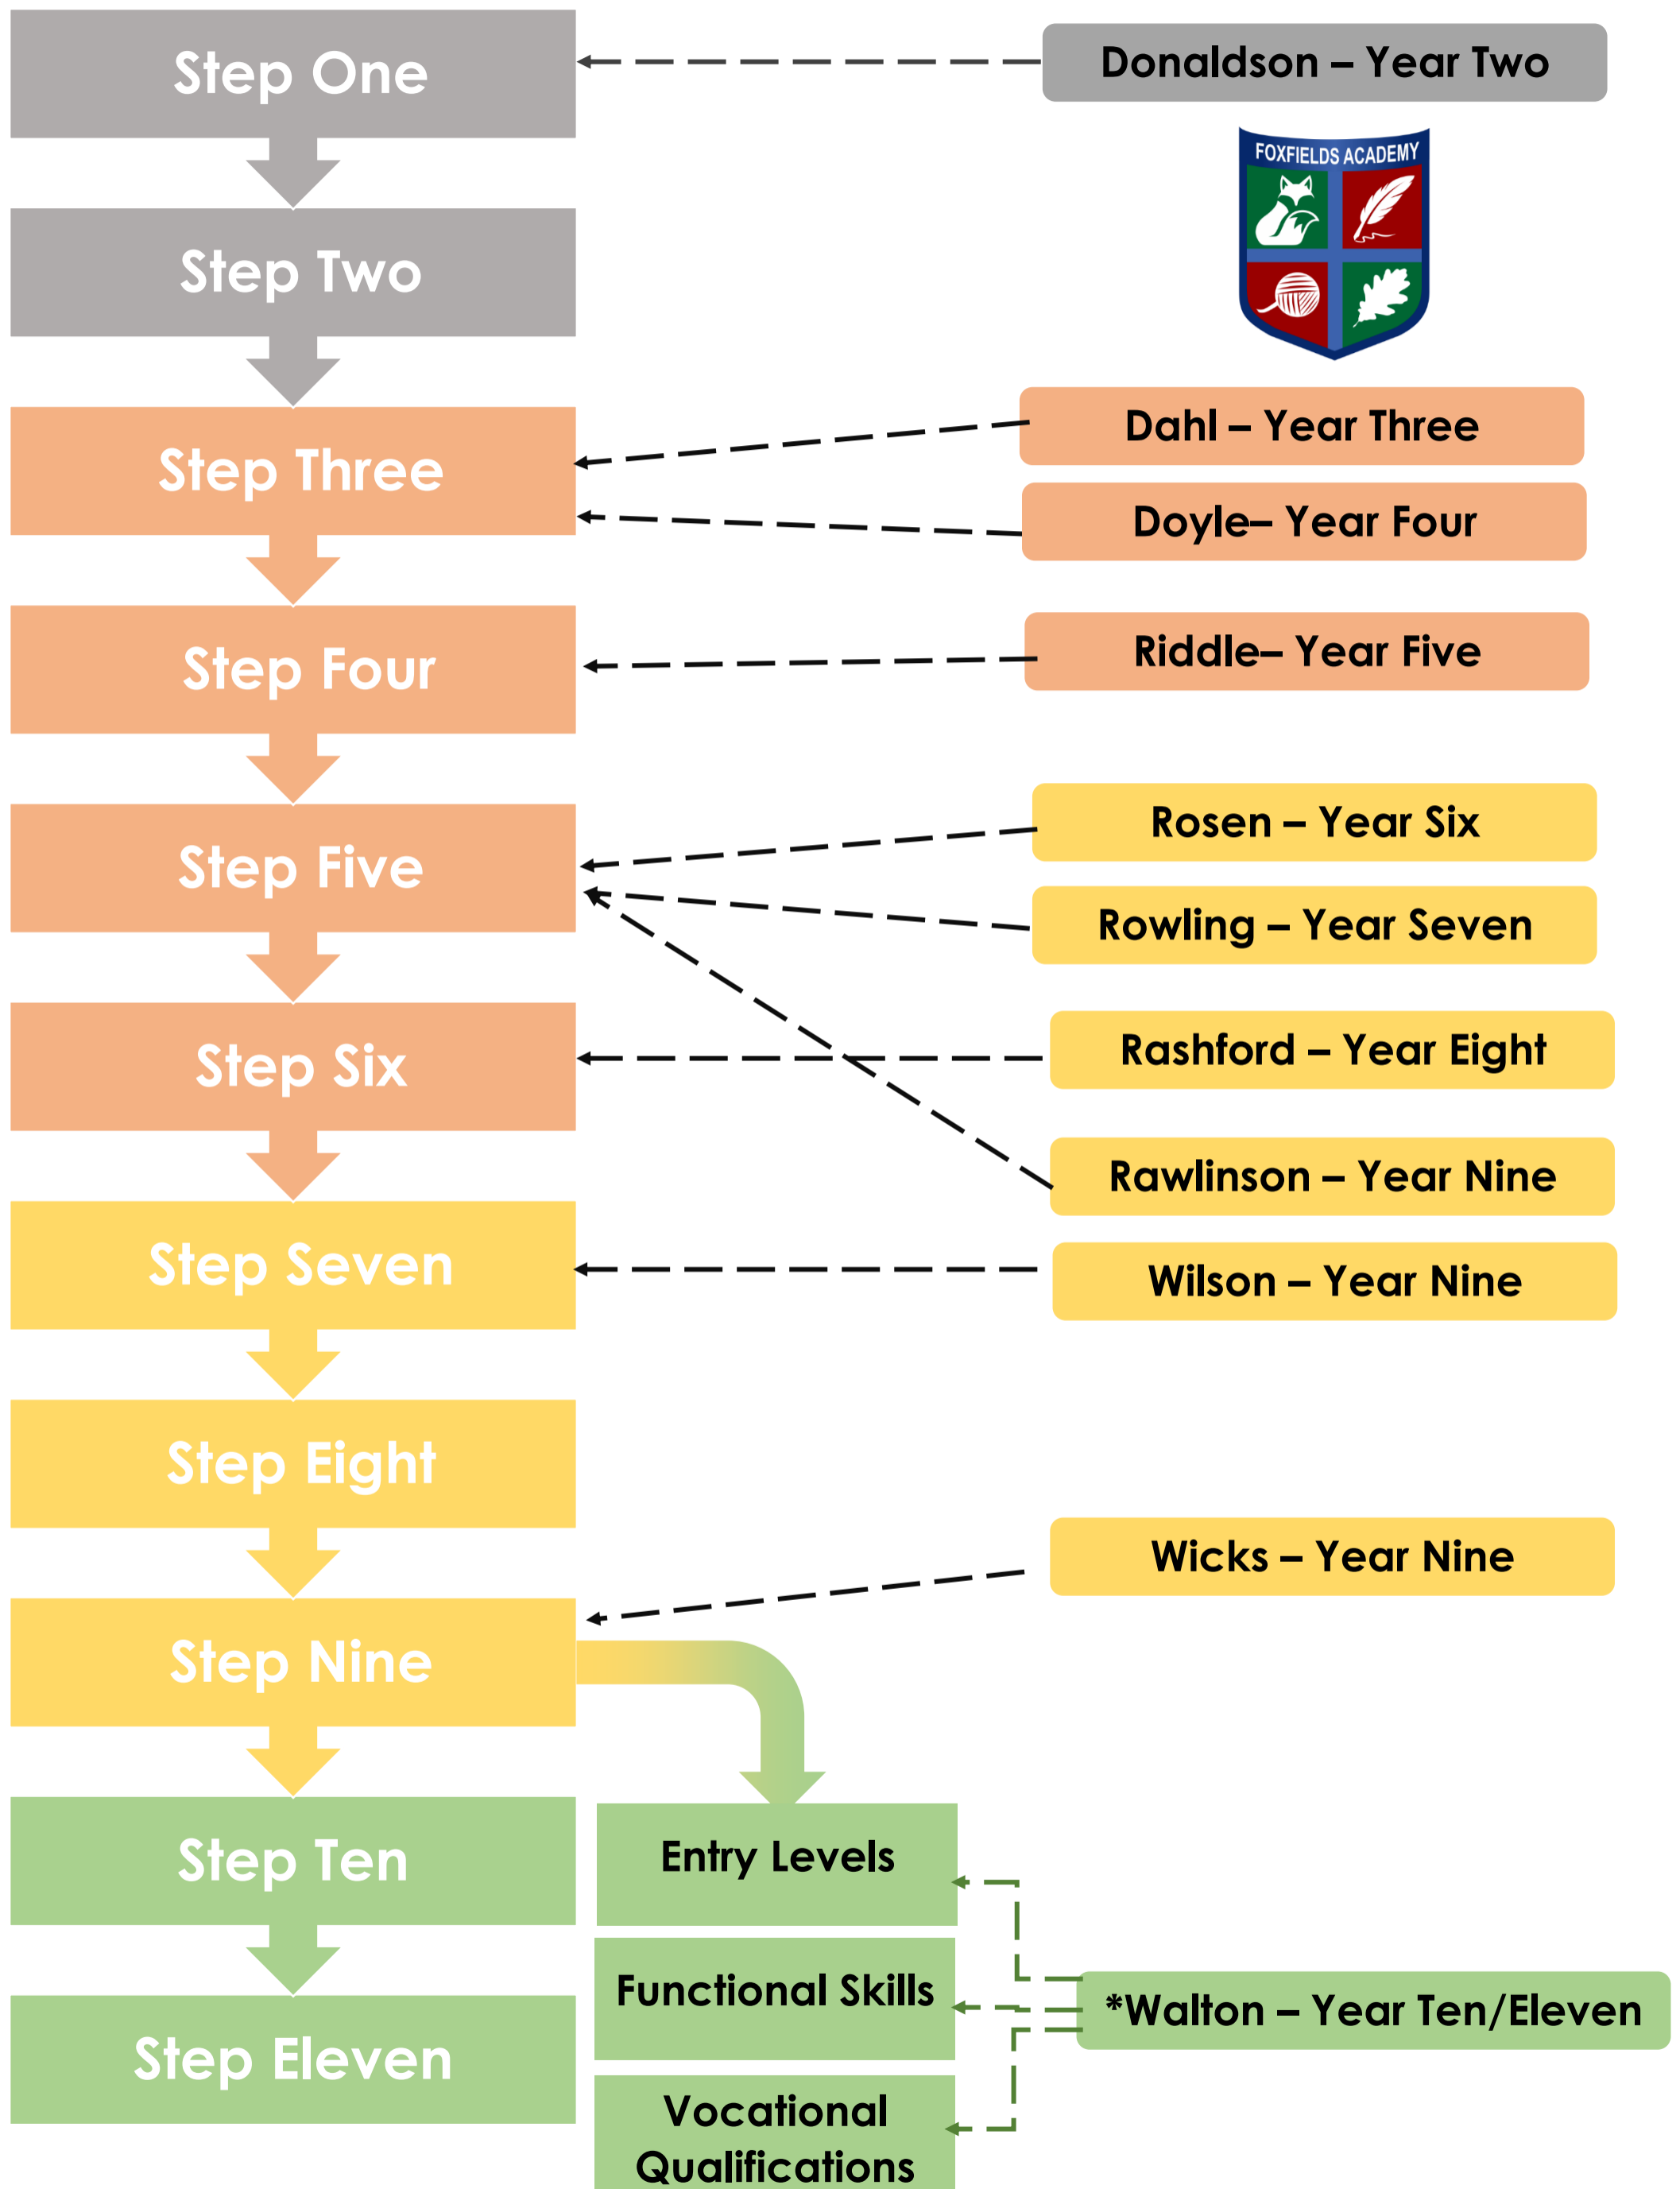 Step One
Donaldson – Year Two
FOXFIELDS ACADEMY
Step Two
Step Three
Dahl – Year Three
Doyle– Year Four
Step Four
Riddle– Year Five
Step Five
Rosen – Year Six
Rowling – Year Seven
Step Six
Rashford – Year Eight
Rawlinson – Year Nine
Step Seven
Wilson – Year Nine
Step Eight
Wicks – Year Nine
Step Nine
Step Ten
Entry Levels
Functional Skills
*Walton – Year Ten/Eleven
Step Eleven
Vocational
Qualifications